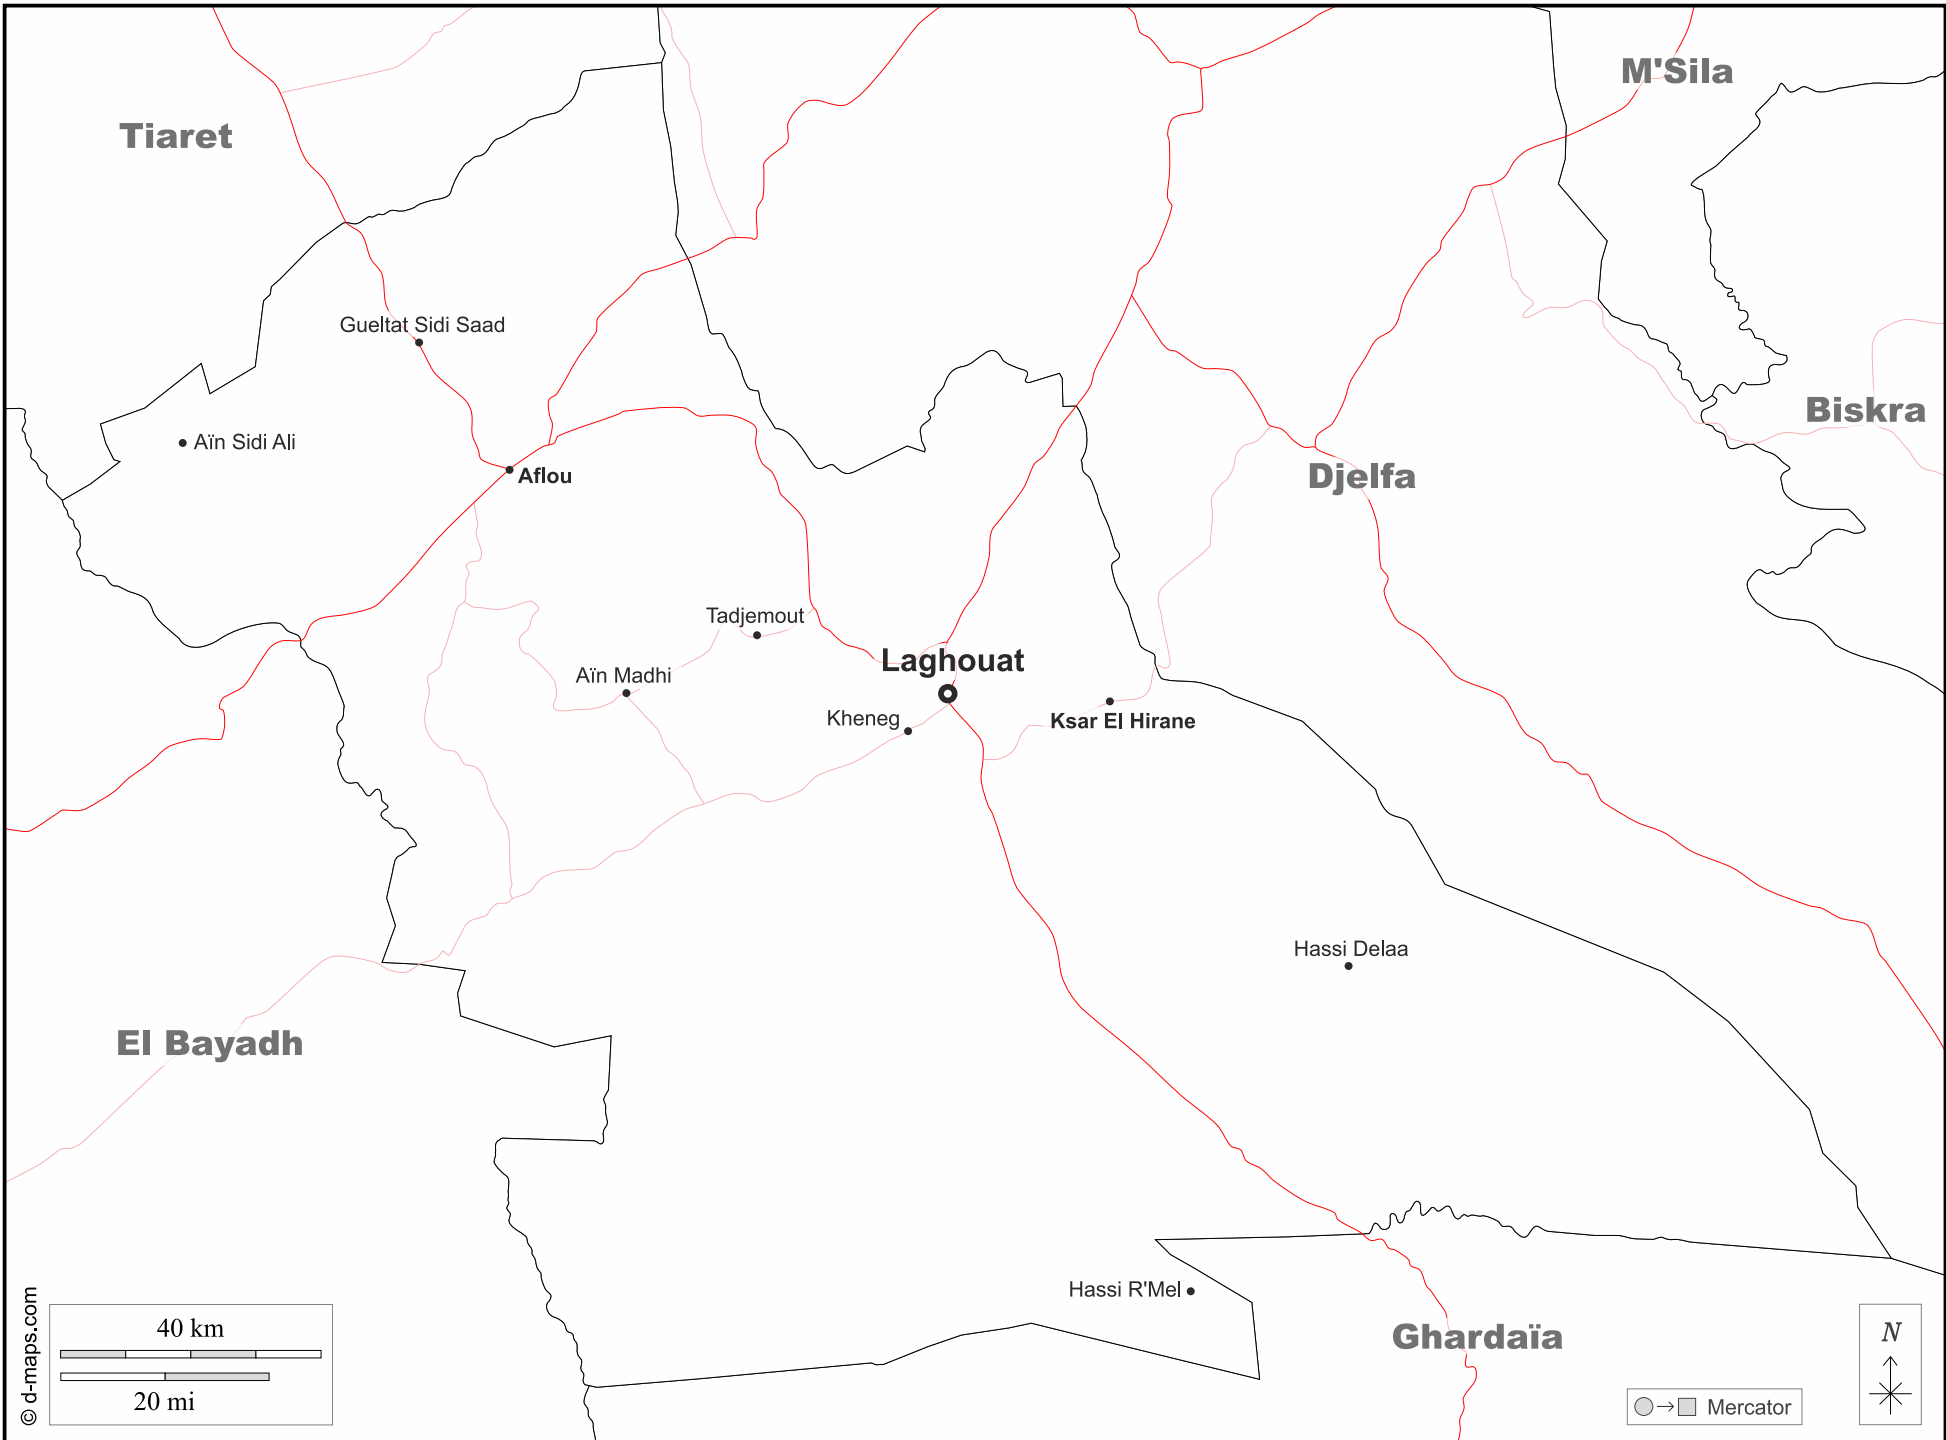 M'Sila
Tiaret
Gueltat Sidi Saad
Biskra
Aïn Sidi Ali
Aflou
Djelfa
Tadjemout
Laghouat
Aïn Madhi
Kheneg
Ksar El Hirane
Hassi Delaa
El Bayadh
Hassi R'Mel
Ghardaïa
© d-maps.com
40 km
20 mi
N
Mercator